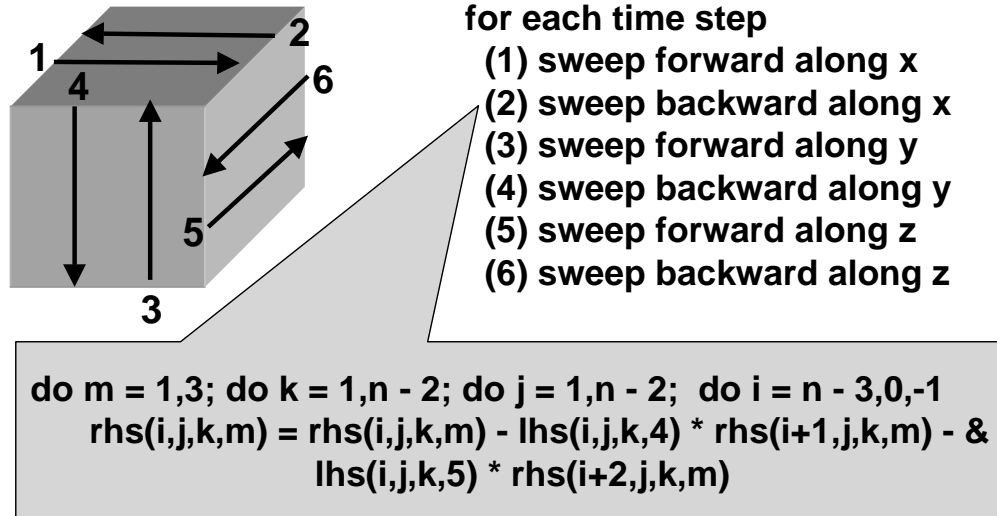 2
1
4
6
5
3
for each time step
(1) sweep forward along x
(2) sweep backward along x
(3) sweep forward along y
(4) sweep backward along y
(5) sweep forward along z
(6) sweep backward along z
do m = 1,3; do k = 1,n - 2; do j = 1,n - 2; do i = n - 3,0,-1
rhs(i,j,k,m) = rhs(i,j,k,m) - lhs(i,j,k,4) * rhs(i+1,j,k,m) - &
lhs(i,j,k,5) * rhs(i+2,j,k,m)